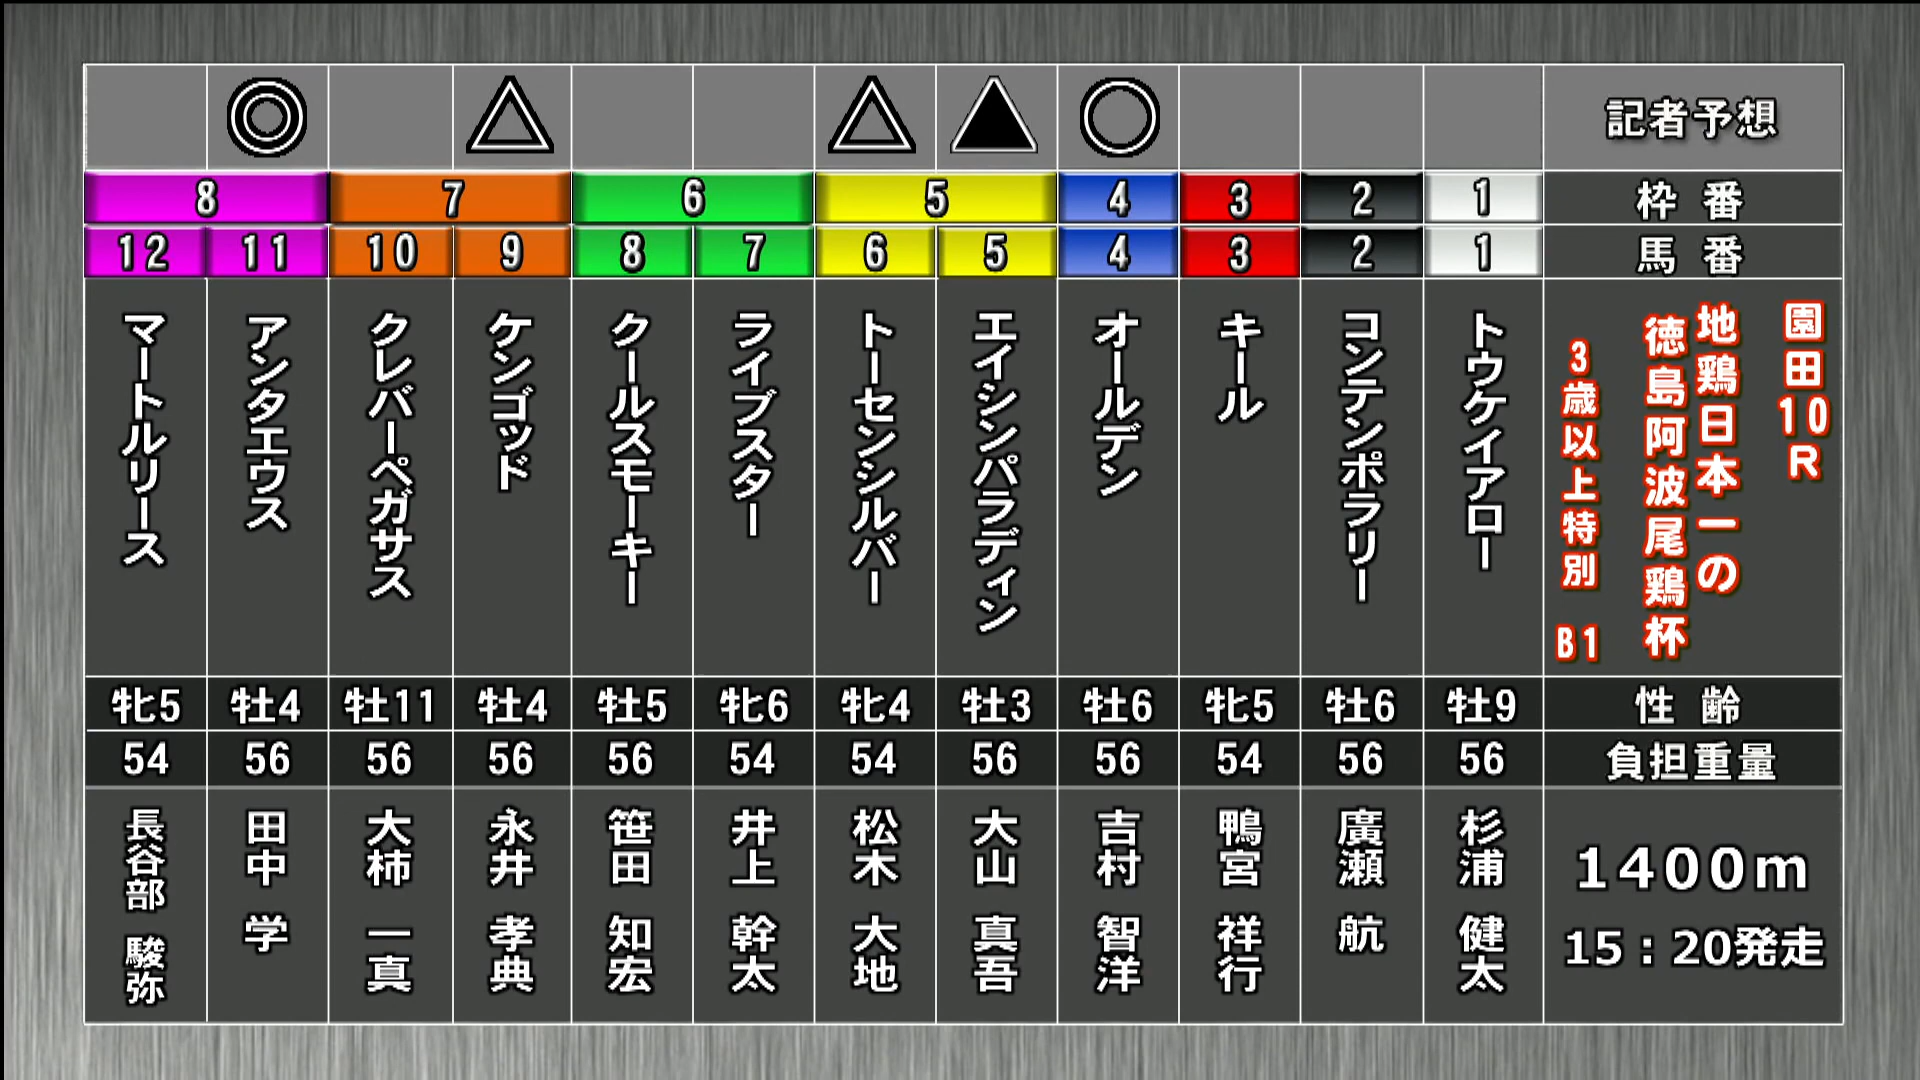 記者予想
◎ △ △ ▲ ○
枠番
8 7 6 5 4 3 2 1
馬番
12 11 10 9 8 7 6 5 4 3 2 1
園田10R
地鶏日本一の
徳島阿波尾鶏杯
3歳以上特別 B1
トウケイアロー
コンテンポラリー
キール
オールデン
エイシンパラディン
トーセンシルバー
ライブスター
クールスモーキー
ケンゴッド
クレバーペガサス
アンタエウス
マートルリース
性齢
牝5 牡4 牡11 牡4 牡5 牝6 牝4 牡3 牡6 牝5 牡6 牡9
負担重量
54 56 56 56 56 54 54 56 56 54 56 56
1400m
15:20発走
杉浦 健太
廣瀬 航
鴨宮 祥行
吉村 智洋
大山 真吾
松木 大地
井上 幹太
笹田 知宏
永井 孝典
大柿 一真
田中 学
長谷部 駿弥